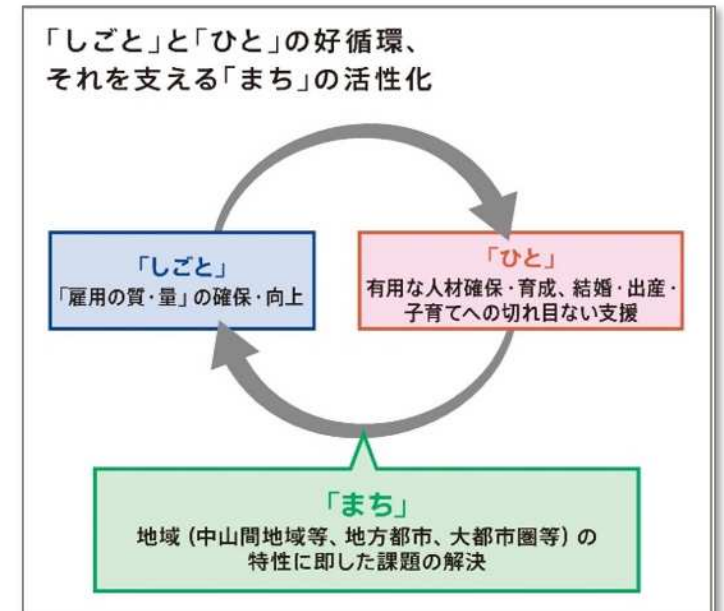 「しごと」と「ひと」の好循環、
それを支える「まち」の活性化
「しごと」
「雇用の質・量」の確保・向上
「ひと」
有用な人材確保・育成、結婚・出産・
子育てへの切れ目ない支援
「まち」
地域（中山間地域等、地方都市、大都市圏等）の
特性に即した課題の解決